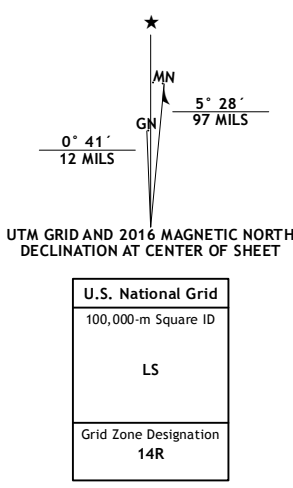 MN
5° 28´
97 MILS
GN
0° 41´
12 MILS
UTM GRID AND 2016 MAGNETIC NORTH
DECLINATION AT CENTER OF SHEET
U.S. National Grid
100,000-m Square ID
LS
Grid Zone Designation
14R